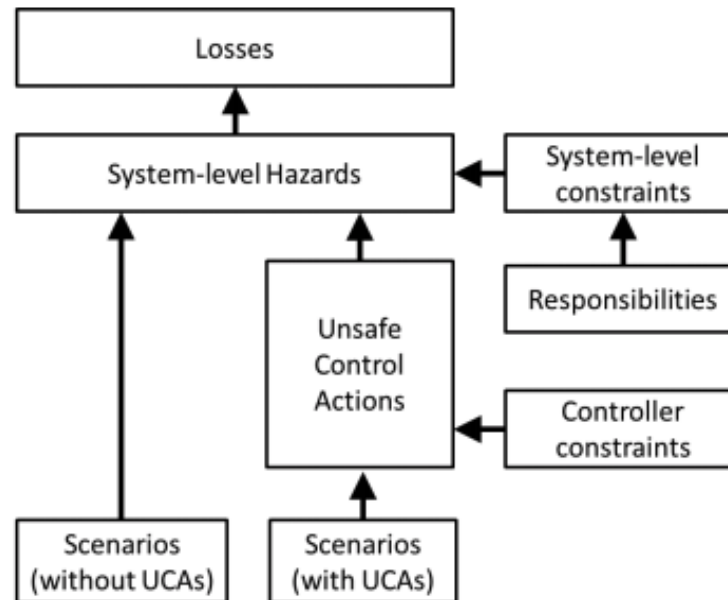 Losses
System-level Hazards
System-level
constraints
Responsibilities
Unsafe
Control
Actions
Controller
constraints
Scenarios
(without UCAs)
Scenarios
(with UCAs)